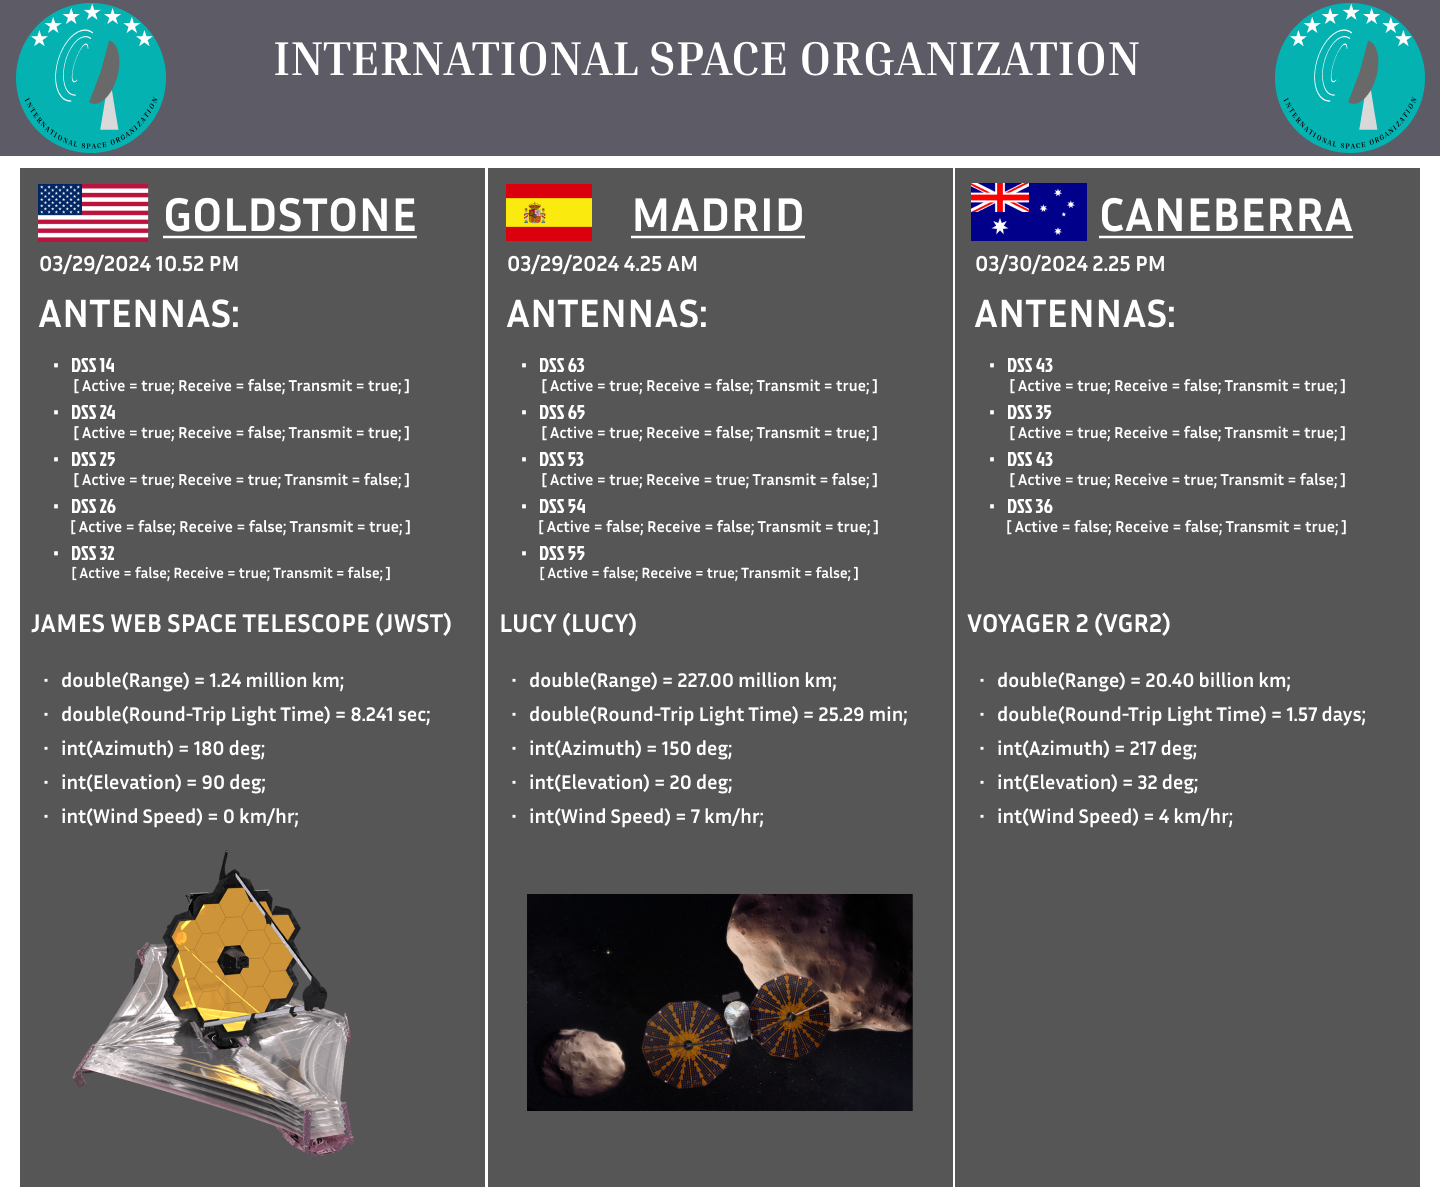 INTERNATIONAL SPACE ORGANIZATION
INTERNATIONAL SPACE ORGANIZATION
INTERNATIONAL SPACE ORGANIZATION
GOLDSTONE
03/29/2024 10.52 PM
ANTENNAS:
• DSS 14
[ Active = true; Receive = false; Transmit = true; ]
• DSS 24
[ Active = true; Receive = false; Transmit = true; ]
• DSS 25
[ Active = true; Receive = true; Transmit = false; ]
• DSS 26
[ Active = false; Receive = false; Transmit = true; ]
• DSS 32
[ Active = false; Receive = true; Transmit = false; ]
JAMES WEB SPACE TELESCOPE (JWST)
• double(Range) = 1.24 million km;
• double(Round-Trip Light Time) = 8.241 sec;
• int(Azimuth) = 180 deg;
• int(Elevation) = 90 deg;
• int(Wind Speed) = 0 km/hr;
MADRID
03/29/2024 4.25 AM
ANTENNAS:
• DSS 63
[ Active = true; Receive = false; Transmit = true; ]
• DSS 65
[ Active = true; Receive = false; Transmit = true; ]
• DSS 53
[ Active = true; Receive = true; Transmit = false; ]
• DSS 54
[ Active = false; Receive = false; Transmit = true; ]
• DSS 55
[ Active = false; Receive = true; Transmit = false; ]
LUCY (LUCY)
• double(Range) = 227.00 million km;
• double(Round-Trip Light Time) = 25.29 min;
• int(Azimuth) = 150 deg;
• int(Elevation) = 20 deg;
• int(Wind Speed) = 7 km/hr;
CANEBERRA
03/30/2024 2.25 PM
ANTENNAS:
• DSS 43
[ Active = true; Receive = false; Transmit = true; ]
• DSS 35
[ Active = true; Receive = false; Transmit = true; ]
• DSS 43
[ Active = true; Receive = true; Transmit = false; ]
• DSS 36
[ Active = false; Receive = false; Transmit = true; ]
VOYAGER 2 (VGR2)
• double(Range) = 20.40 billion km;
• double(Round-Trip Light Time) = 1.57 days;
• int(Azimuth) = 217 deg;
• int(Elevation) = 32 deg;
• int(Wind Speed) = 4 km/hr;